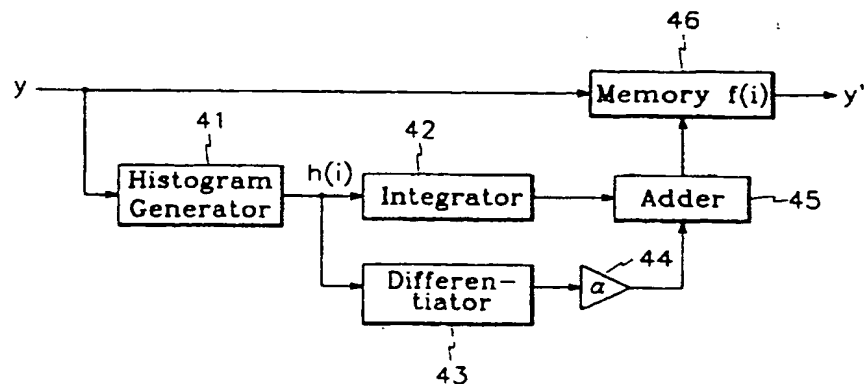 46
y
Memory f(i)
y'
41
42
Histogram
Generator
h(i)
Integrator
Adder
45
44
Differen-
tiator
α
43